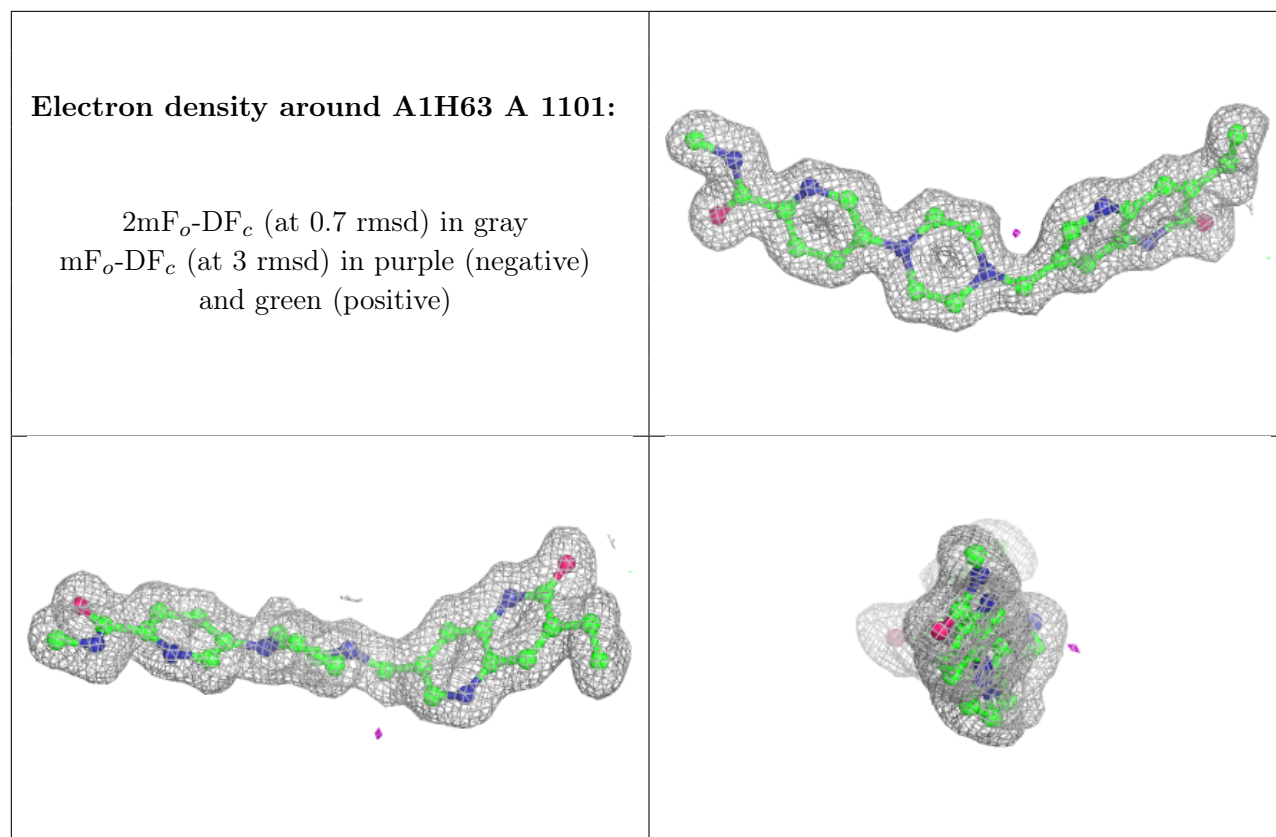 Electron density around A1H63 A 1101:
2mFo-DFc (at 0.7 rmsd) in gray
mFo-DFc (at 3 rmsd) in purple (negative)
and green (positive)